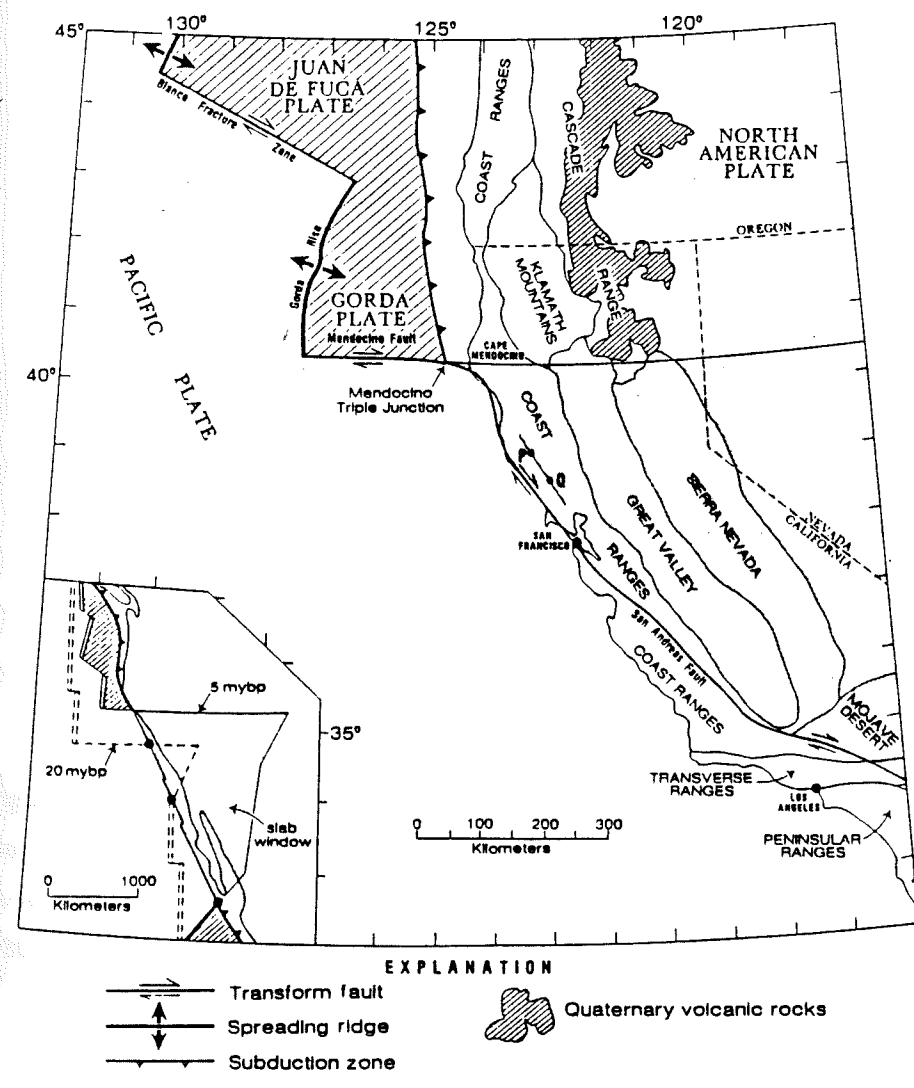 45°
130°
125°
120°
JUAN
DE FUCA
PLATE
Blanco Fracture
Zone
COAST
RANGES
CASCADE
RANGE
NORTH
AMERICAN
PLATE
OREGON
PACIFIC
PLATE
Gorda Rise
GORDA
PLATE
Mendocino Fault
KLAMATH
MOUNTAINS
CAPE
MENDOCINO
40°
Mendocino
Triple Junction
COAST
RANGES
P
Q
SAN
FRANCISCO
GREAT VALLEY
SIERRA NEVADA
NEVADA
CALIFORNIA
San Andreas Fault
COAST RANGES
MOJAVE
DESERT
35°
TRANSVERSE
RANGES
LOS
ANGELES
PENINSULAR
RANGES
5 mybp
20 mybp
slab
window
0 1000
Kilometers
0 100 200 300
Kilometers
EXPLANATION
Transform fault
Spreading ridge
Subduction zone
Quaternary volcanic rocks